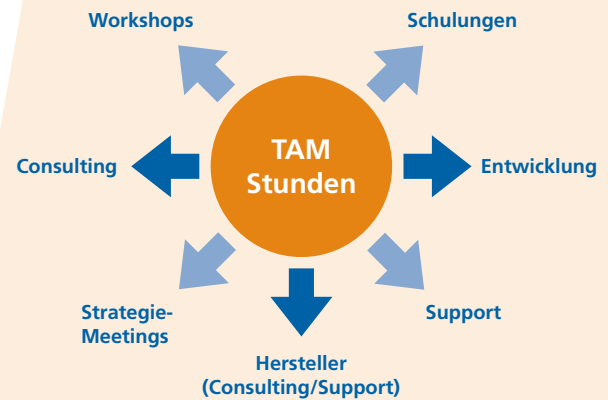 Workshops
Schulungen
TAM
Stunden
Consulting
Entwicklung
Strategie-
Meetings
Support
Hersteller
(Consulting/Support)